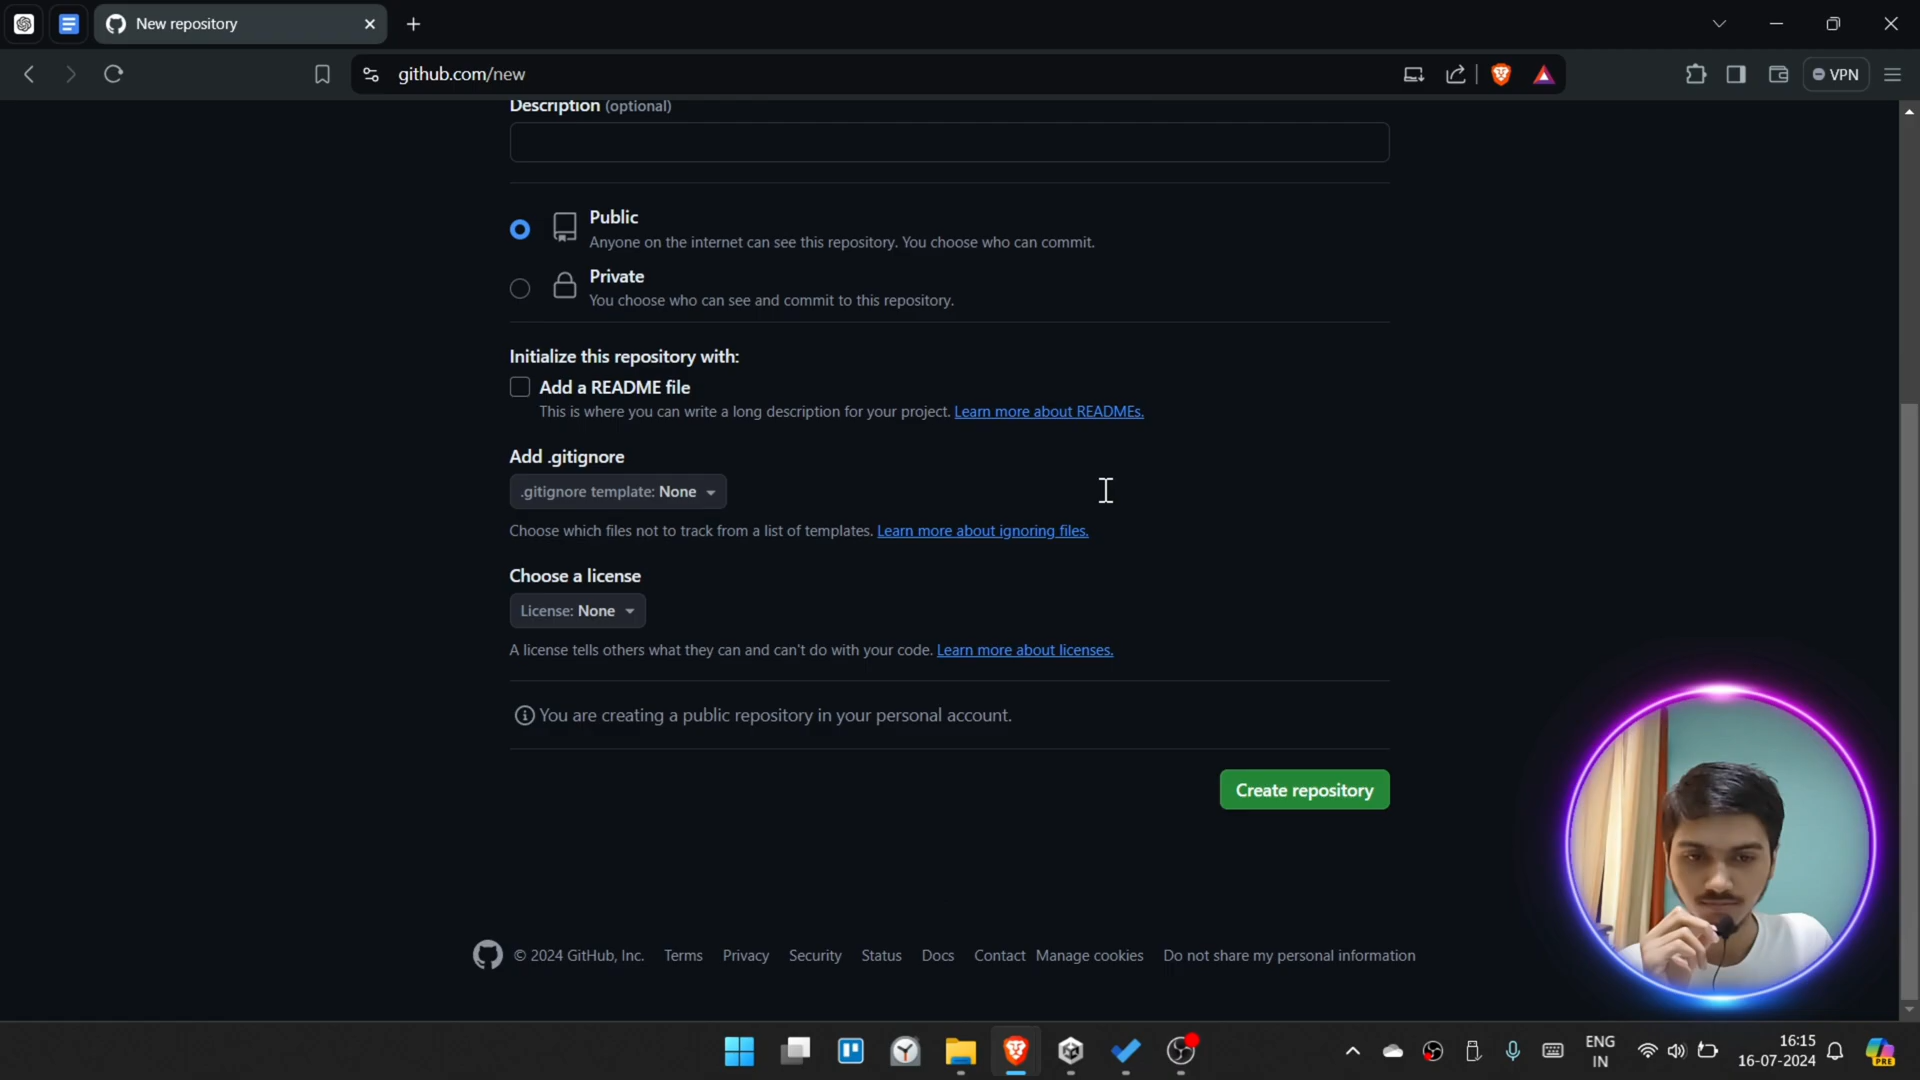 New repository
github.com/new
VPN
Description (optional)
Public
Anyone on the internet can see this repository. You choose who can commit.
Private
You choose who can see and commit to this repository.
Initialize this repository with:
Add a README file
This is where you can write a long description for your project. Learn more about READMEs.
Add .gitignore
.gitignore template: None
Choose which files not to track from a list of templates. Learn more about ignoring files.
Choose a license
License: None
A license tells others what they can and can't do with your code. Learn more about licenses.
You are creating a public repository in your personal account.
Create repository
© 2024 GitHub, Inc. Terms Privacy Security Status Docs Contact Manage cookies Do not share my personal information
ENG
IN
16:15
16-07-2024
PRE